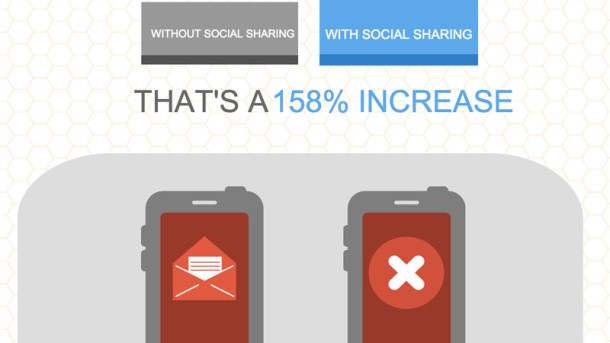 WITHOUT SOCIAL SHARING
WITH SOCIAL SHARING
THAT'S A 158% INCREASE